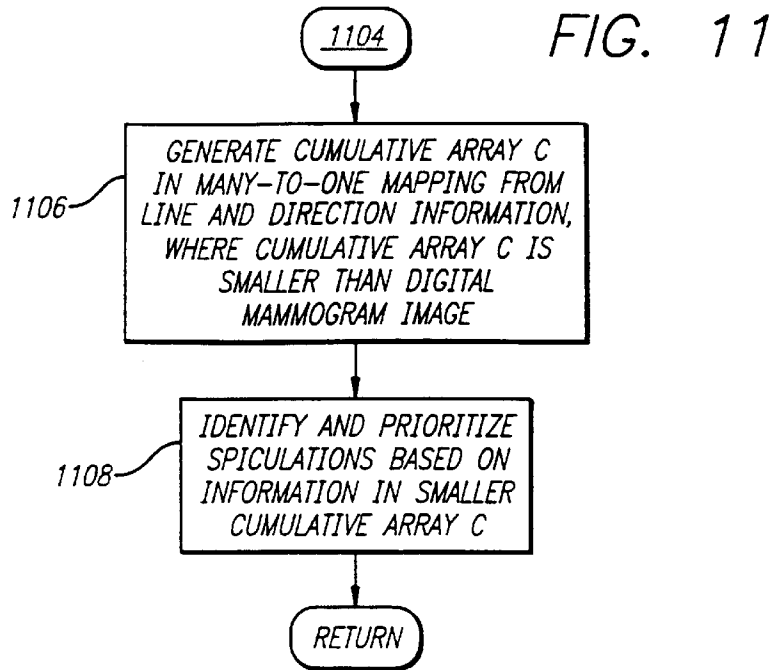 1104
FIG. 11
GENERATE CUMULATIVE ARRAY C
IN MANY-TO-ONE MAPPING FROM
LINE AND DIRECTION INFORMATION,
WHERE CUMULATIVE ARRAY C IS
SMALLER THAN DIGITAL
MAMMOGRAM IMAGE
1106
IDENTIFY AND PRIORITIZE
SPICULATIONS BASED ON
INFORMATION IN SMALLER
CUMULATIVE ARRAY C
1108
RETURN